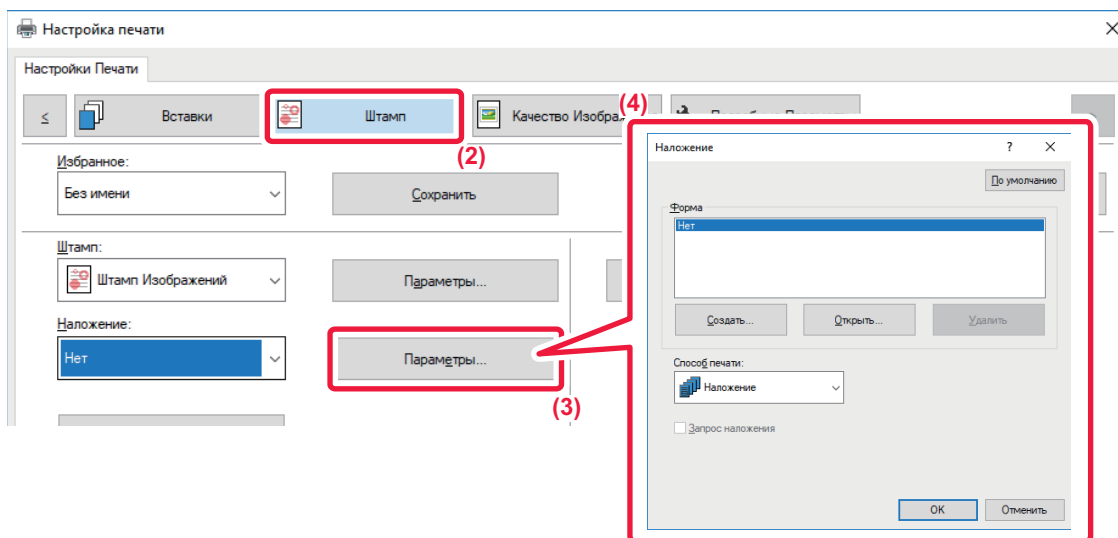 Настройка печати
Настройки Печати
<
Вставки
Штамп
Качество
(4)
(2)
Избранное:
Без имени
Сохранить
Штамп:
Штамп Изображений
Параметры...
Наложение:
Нет
Параметры...
(3)
Наложение
?
По умолчанию
Форма
Нет
Создать...
Открыть...
Удалить
Способ печати:
Наложение
Запрос наложения
OK
Отменить